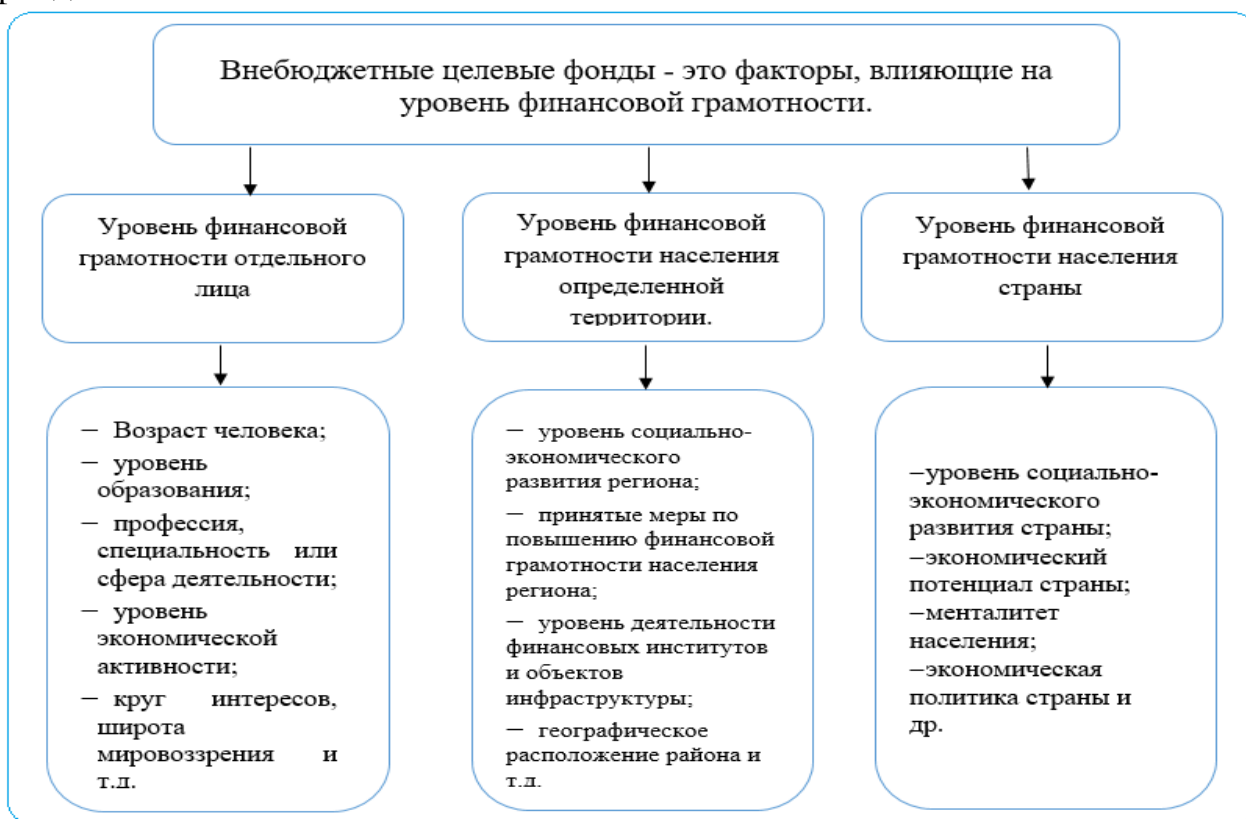 Внебюджетные целевые фонды - это факторы, влияющие на
уровень финансовой грамотности.
Уровень финансовой
грамотности отдельного
лица
Уровень финансовой
грамотности населения
определенной
территории.
Уровень финансовой
грамотности населения
страны
— Возраст человека;
— уровень
образования;
— профессия,
специальность или
сфера деятельности;
— уровень
экономической
активности;
— круг интересов,
широта
мировоззрения и
т.д.
— уровень социально-
экономического
развития региона;
— принятые меры по
повышению финансовой
грамотности населения
региона;
— уровень деятельности
финансовых институтов
и объектов
инфраструктуры;
— географическое
расположение района и
т.д.
–уровень социально-
экономического
развития страны;
–экономический
потенциал страны;
–менталитет
населения;
–экономическая
политика страны и
др.